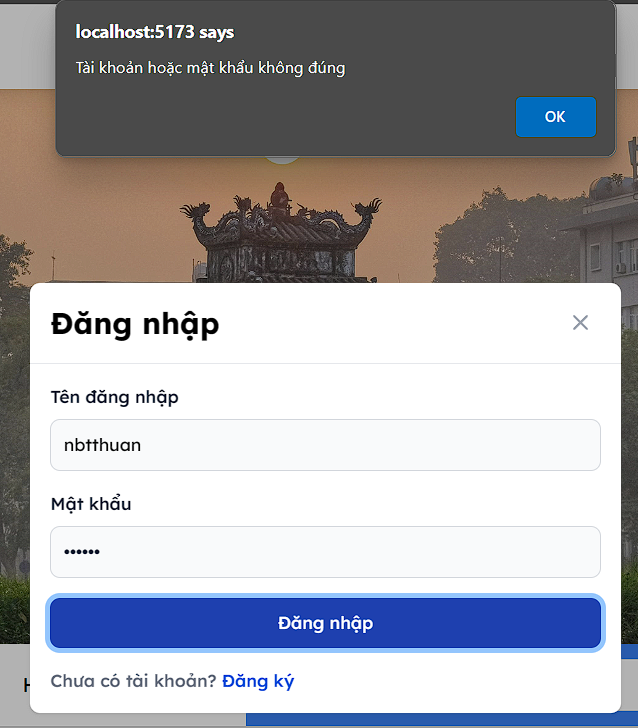 localhost:5173 says
Tài khoản hoặc mật khẩu không đúng
OK
Đăng nhập
Tên đăng nhập
nbtthuan
Mật khẩu
••••••
Đăng nhập
Chưa có tài khoản? Đăng ký